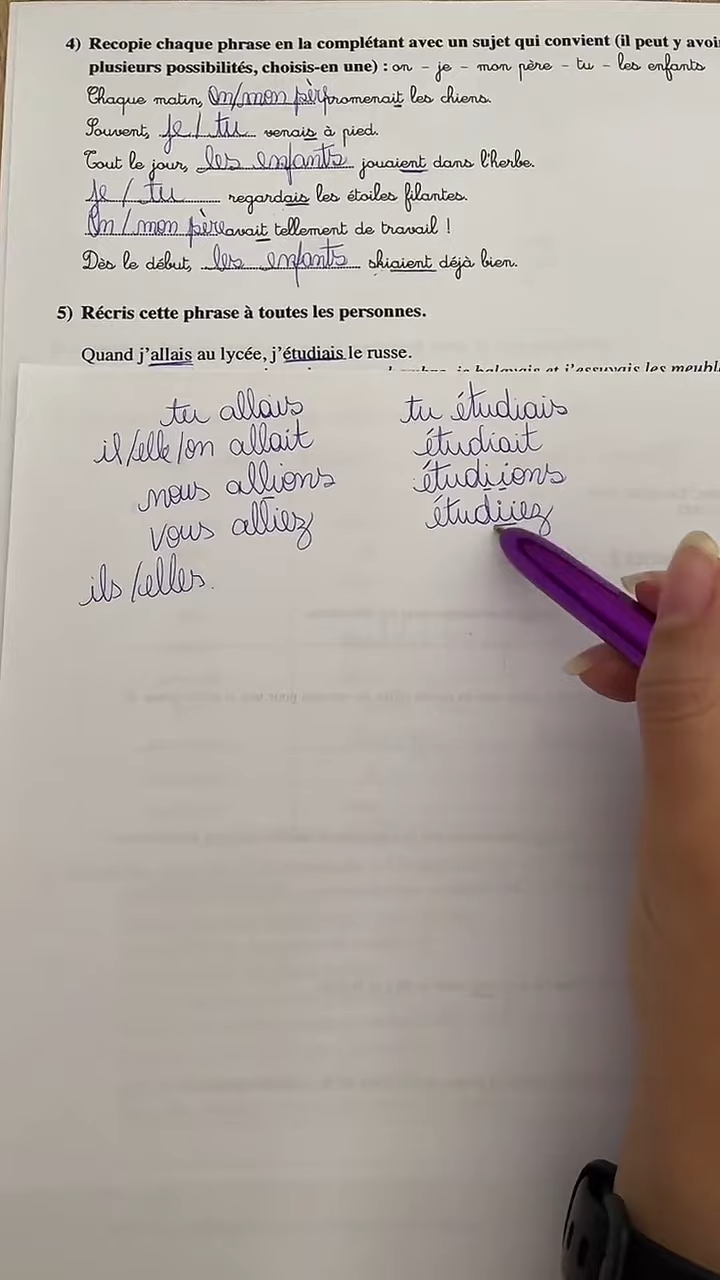 4) Recopie chaque phrase en la complétant avec un sujet qui convient (il peut y avoir
plusieurs possibilités, choisis-en une) : on – je – mon père – tu – les enfants
Chaque matin, On/mon père promenait les chiens.
Souvent, je / tu venais à pied.
Tout le jour, les enfants jouaient dans l'herbe.
je / tu regardais les étoiles filantes.
On / mon père avait tellement de travail !
Dès le début, les enfants skiaient déjà bien.
5) Récris cette phrase à toutes les personnes.
Quand j'allais au lycée, j'étudiais le russe.
et j'essuyais les meubl
tu allais tu étudiais
il/elle/on allait étudiait
nous allions étudiions
vous alliez étudiiez
ils/elles.